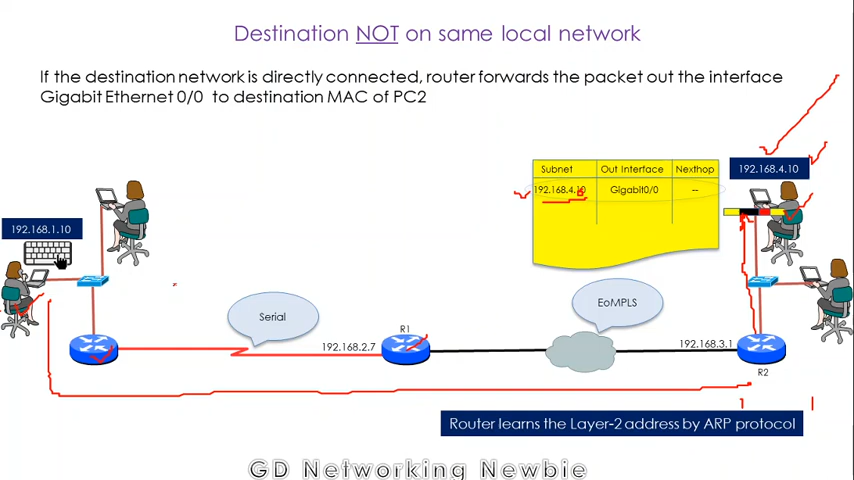 Destination NOT on same local network
If the destination network is directly connected, router forwards the packet out the interface
Gigabit Ethernet 0/0 to destination MAC of PC2
Subnet Out Interface Nexthop
192.168.4.10 Gigabit0/0 --
192.168.4.10
192.168.1.10
Serial
EoMPLS
R1
192.168.2.7
192.168.3.1
R2
Router learns the Layer-2 address by ARP protocol
GD Networking Newbie